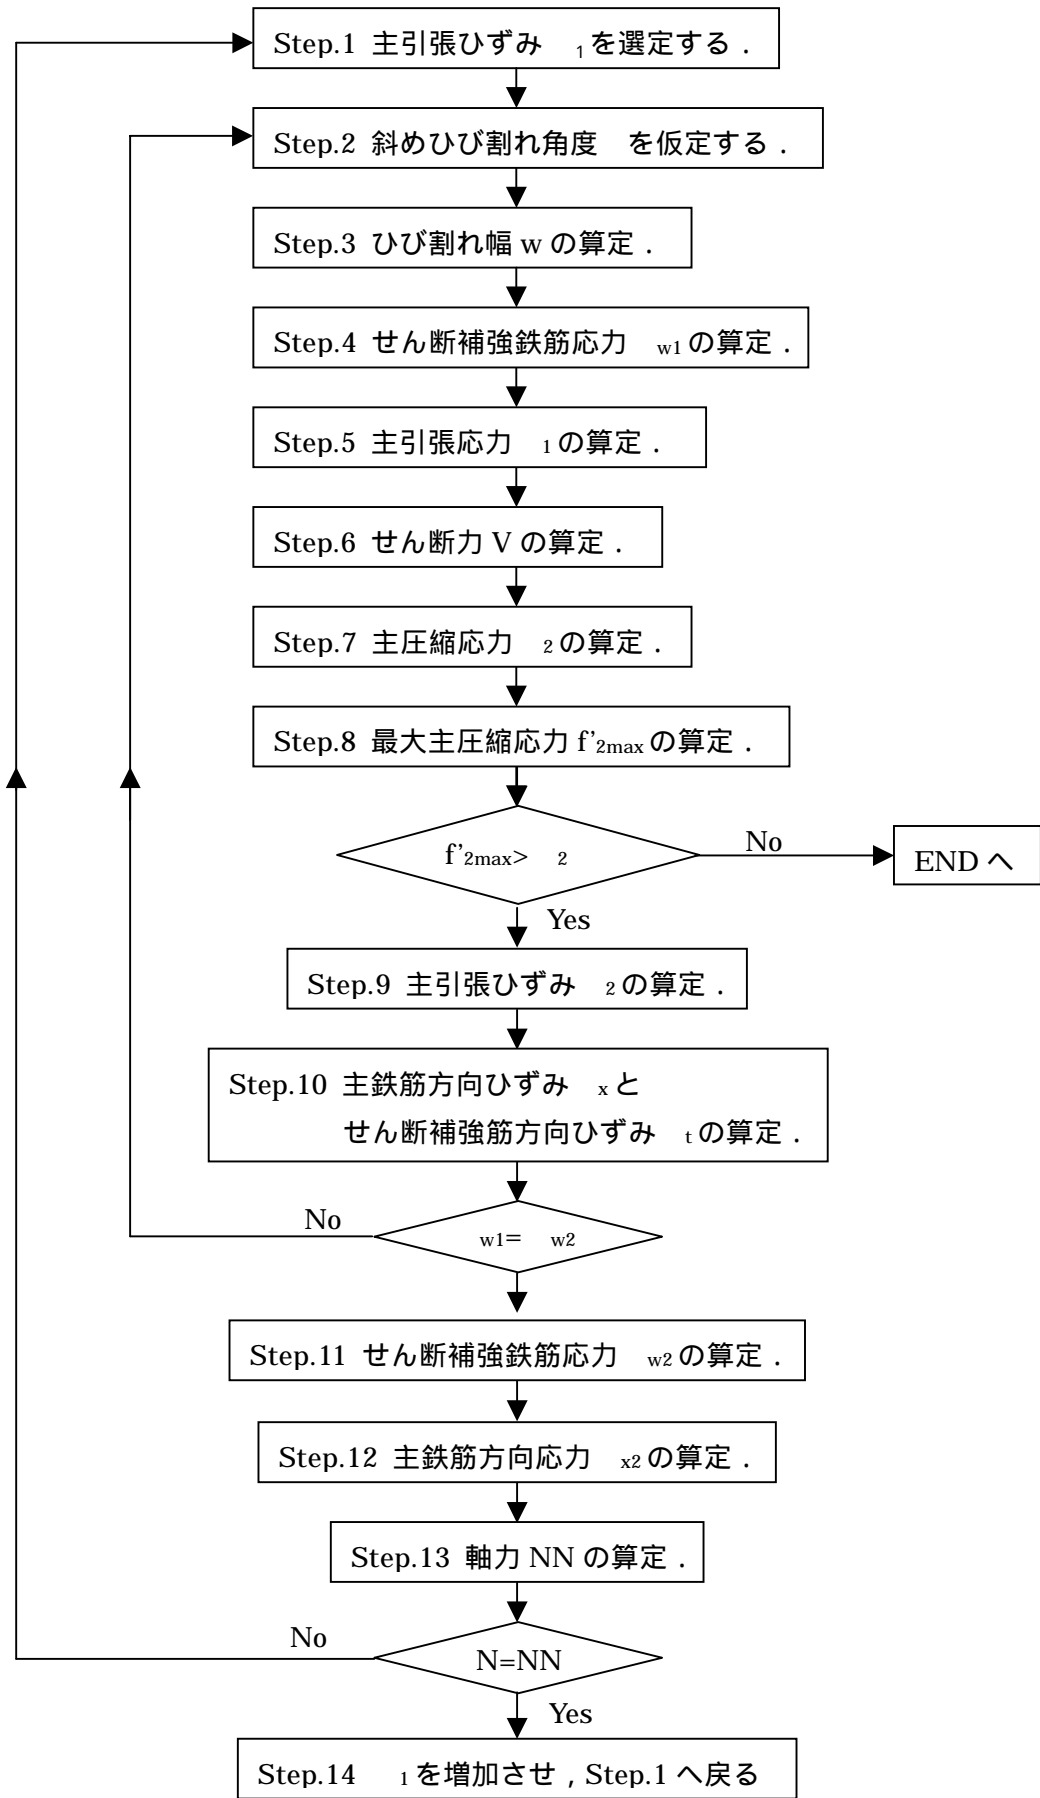 Step.1 主引張ひずみ　₁を選定する．
Step.2 斜めひび割れ角度　を仮定する．
Step.3 ひび割れ幅 w の算定．
Step.4 せん断補強鉄筋応力　w1の算定．
Step.5 主引張応力　₁の算定．
Step.6 せん断力 V の算定．
Step.7 主圧縮応力　₂の算定．
Step.8 最大主圧縮応力 f'2maxの算定．
f'2max>　₂
No
END へ
Yes
Step.9 主引張ひずみ　₂の算定．
Step.10 主鉄筋方向ひずみ　xと
せん断補強筋方向ひずみ　tの算定．
No
w1=　w2
Step.11 せん断補強鉄筋応力　w2の算定．
Step.12 主鉄筋方向応力　x2の算定．
Step.13 軸力 NN の算定．
No
N=NN
Yes
Step.14　₁を増加させ，Step.1 へ戻る